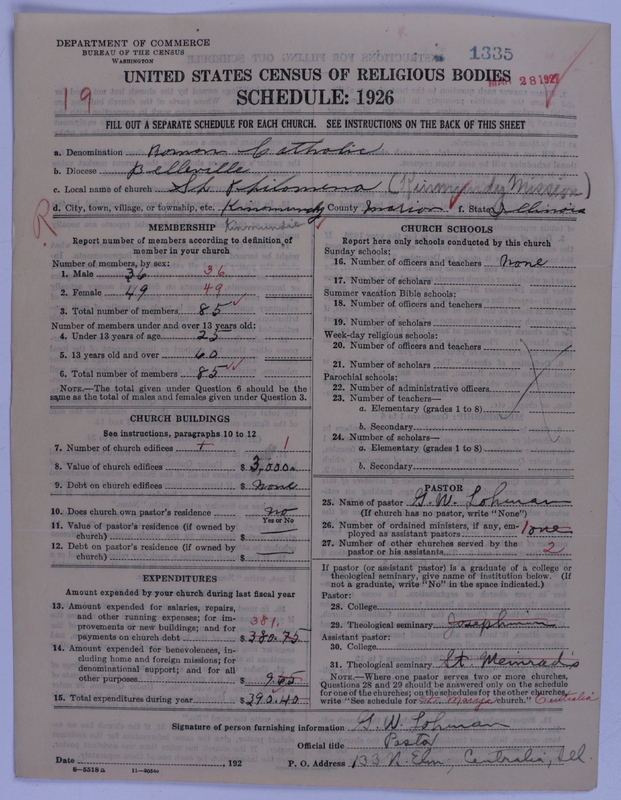 DEPARTMENT OF COMMERCE
BUREAU OF THE CENSUS
WASHINGTON
1335
UNITED STATES CENSUS OF RELIGIOUS BODIES
MAR 28 1927
19
SCHEDULE: 1926
FILL OUT A SEPARATE SCHEDULE FOR EACH CHURCH. SEE INSTRUCTIONS ON THE BACK OF THIS SHEET
a. Denomination Roman Catholic
b. Diocese Belleville
c. Local name of church St. Philomena (Kinmundy Mission)
d. City, town, village, or township, etc. Kinmundy County Marion f. State Illinois
R
MEMBERSHIP Kinmundie
Report number of members according to definition of
member in your church
Number of members, by sex:
1. Male 36 36
2. Female 49 49
3. Total number of members 85
Number of members under and over 13 years old:
4. Under 13 years of age 25
5. 13 years old and over 60
6. Total number of members 85
NOTE.—The total given under Question 6 should be the
same as the total of males and females given under Question 3.
CHURCH BUILDINGS
See instructions, paragraphs 10 to 12
7. Number of church edifices 1
8. Value of church edifices $ 3,000.
9. Debt on church edifices $ None
10. Does church own pastor's residence No
Yes or No
11. Value of pastor's residence (if owned by
church) $
12. Debt on pastor's residence (if owned by
church) $
EXPENDITURES
Amount expended by your church during last fiscal year
13. Amount expended for salaries, repairs,
and other running expenses; for im- 381.
provements or new buildings; and for
payments on church debt $ 380.75
14. Amount expended for benevolences, in-
cluding home and foreign missions; for
denominational support; and for all
other purposes $ 9.55
15. Total expenditures during year $ 290.40
CHURCH SCHOOLS
Report here only schools conducted by this church
Sunday schools:
16. Number of officers and teachers None
17. Number of scholars
Summer vacation Bible schools:
18. Number of officers and teachers
19. Number of scholars
Week-day religious schools:
20. Number of officers and teachers
21. Number of scholars
Parochial schools:
22. Number of administrative officers
23. Number of teachers—
a. Elementary (grades 1 to 8)
b. Secondary
24. Number of scholars—
a. Elementary (grades 1 to 8)
b. Secondary
PASTOR
25. Name of pastor G. W. Lohman
(If church has no pastor, write "None")
26. Number of ordained ministers, if any, em-
ployed as assistant pastors 1 one
27. Number of other churches served by the
pastor or his assistants 2
If pastor (or assistant pastor) is a graduate of a college or
theological seminary, give name of institution below. (If
not a graduate, write "No" in the space indicated.)
Pastor:
28. College
29. Theological seminary Josephinum
Assistant pastor:
30. College
31. Theological seminary St. Meinrad's
NOTE.—Where one pastor serves two or more churches,
Questions 28 and 29 should be answered only on the schedule
for one of the churches; on the schedules for the other churches,
write "See schedule for St. Marys church." Centralia
Signature of person furnishing information G. W. Lohman
Official title Pastor
Date , 192 P. O. Address 133 N. Elm, Centralia, Ill.
6—5518a 11—9034a